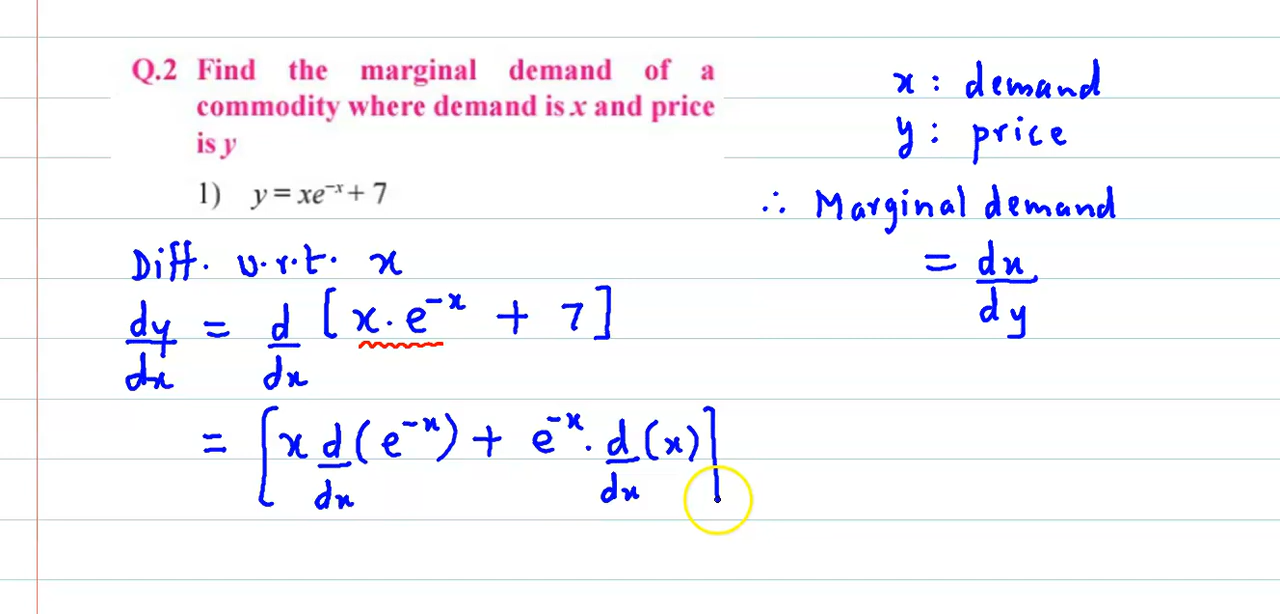 Q.2 Find the marginal demand of a
commodity where demand is x and price
is y
1) y = xe⁻ˣ + 7
x : demand
y : price
∴ Marginal demand
= dx/dy
Diff. w.r.t. x
dy/dx = d/dx [x · e⁻ˣ + 7]
= [x d/dx (e⁻ˣ) + e⁻ˣ · d/dx (x)]